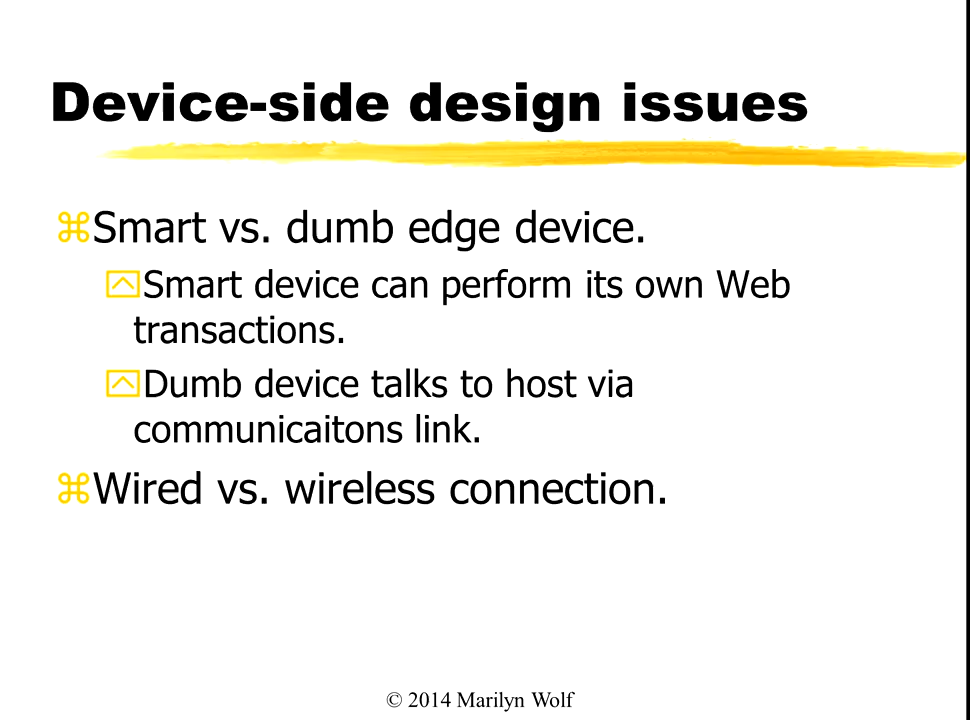 Device-side design issues
Smart vs. dumb edge device.
Smart device can perform its own Web
transactions.
Dumb device talks to host via
communicaitons link.
Wired vs. wireless connection.
© 2014 Marilyn Wolf